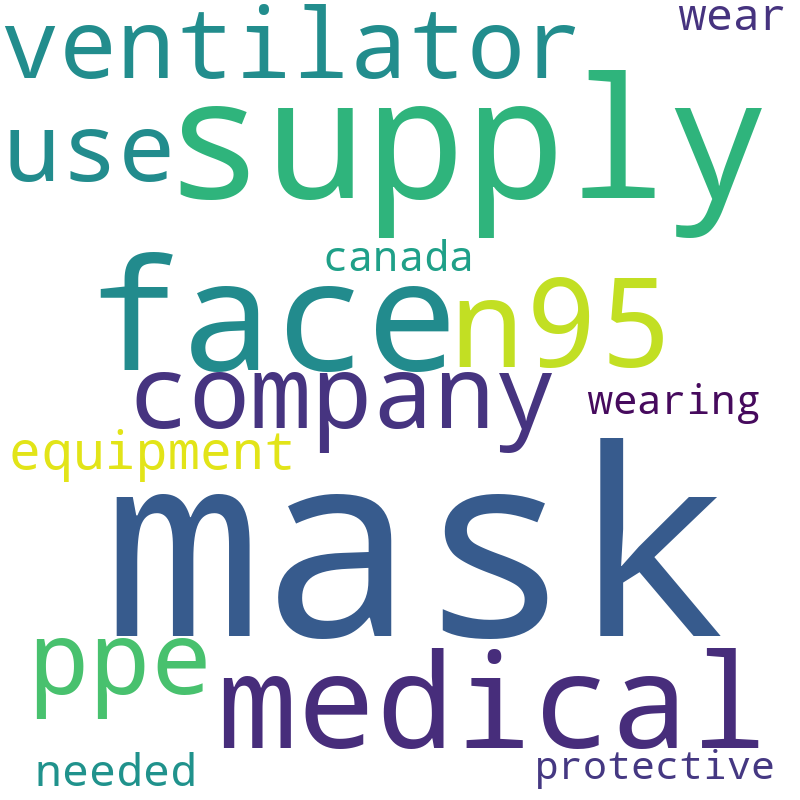 ventilator wear
use supply
canada
face n95
company wearing
equipment
mask
ppe medical
needed protective